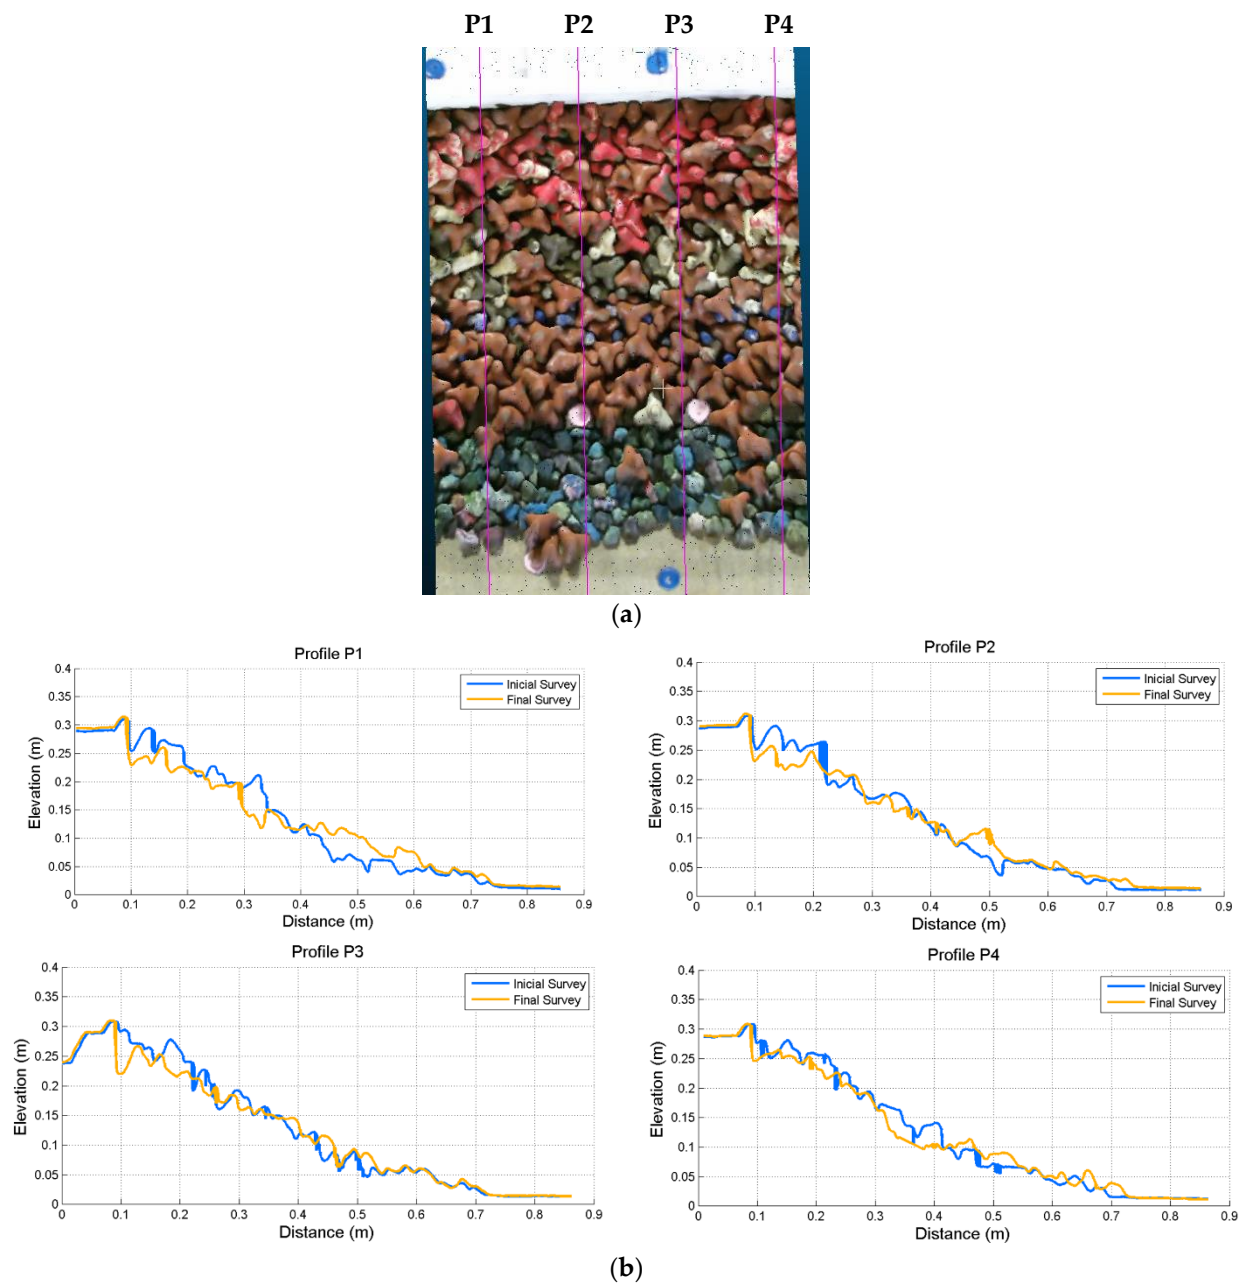 P1 P2 P3 P4
(a)
Profile P1
Elevation (m)
0.4
0.35
0.3
0.25
0.2
0.15
0.1
0.05
0
Inicial Survey
Final Survey
0 0.1 0.2 0.3 0.4 0.5 0.6 0.7 0.8 0.9
Distance (m)
Profile P2
Elevation (m)
0.4
0.35
0.3
0.25
0.2
0.15
0.1
0.05
0
Inicial Survey
Final Survey
0 0.1 0.2 0.3 0.4 0.5 0.6 0.7 0.8 0.9
Distance (m)
Profile P3
Elevation (m)
0.4
0.35
0.3
0.25
0.2
0.15
0.1
0.05
0
Inicial Survey
Final Survey
0 0.1 0.2 0.3 0.4 0.5 0.6 0.7 0.8 0.9
Distance (m)
Profile P4
Elevation (m)
0.4
0.35
0.3
0.25
0.2
0.15
0.1
0.05
0
Inicial Survey
Final Survey
0 0.1 0.2 0.3 0.4 0.5 0.6 0.7 0.8 0.9
Distance (m)
(b)